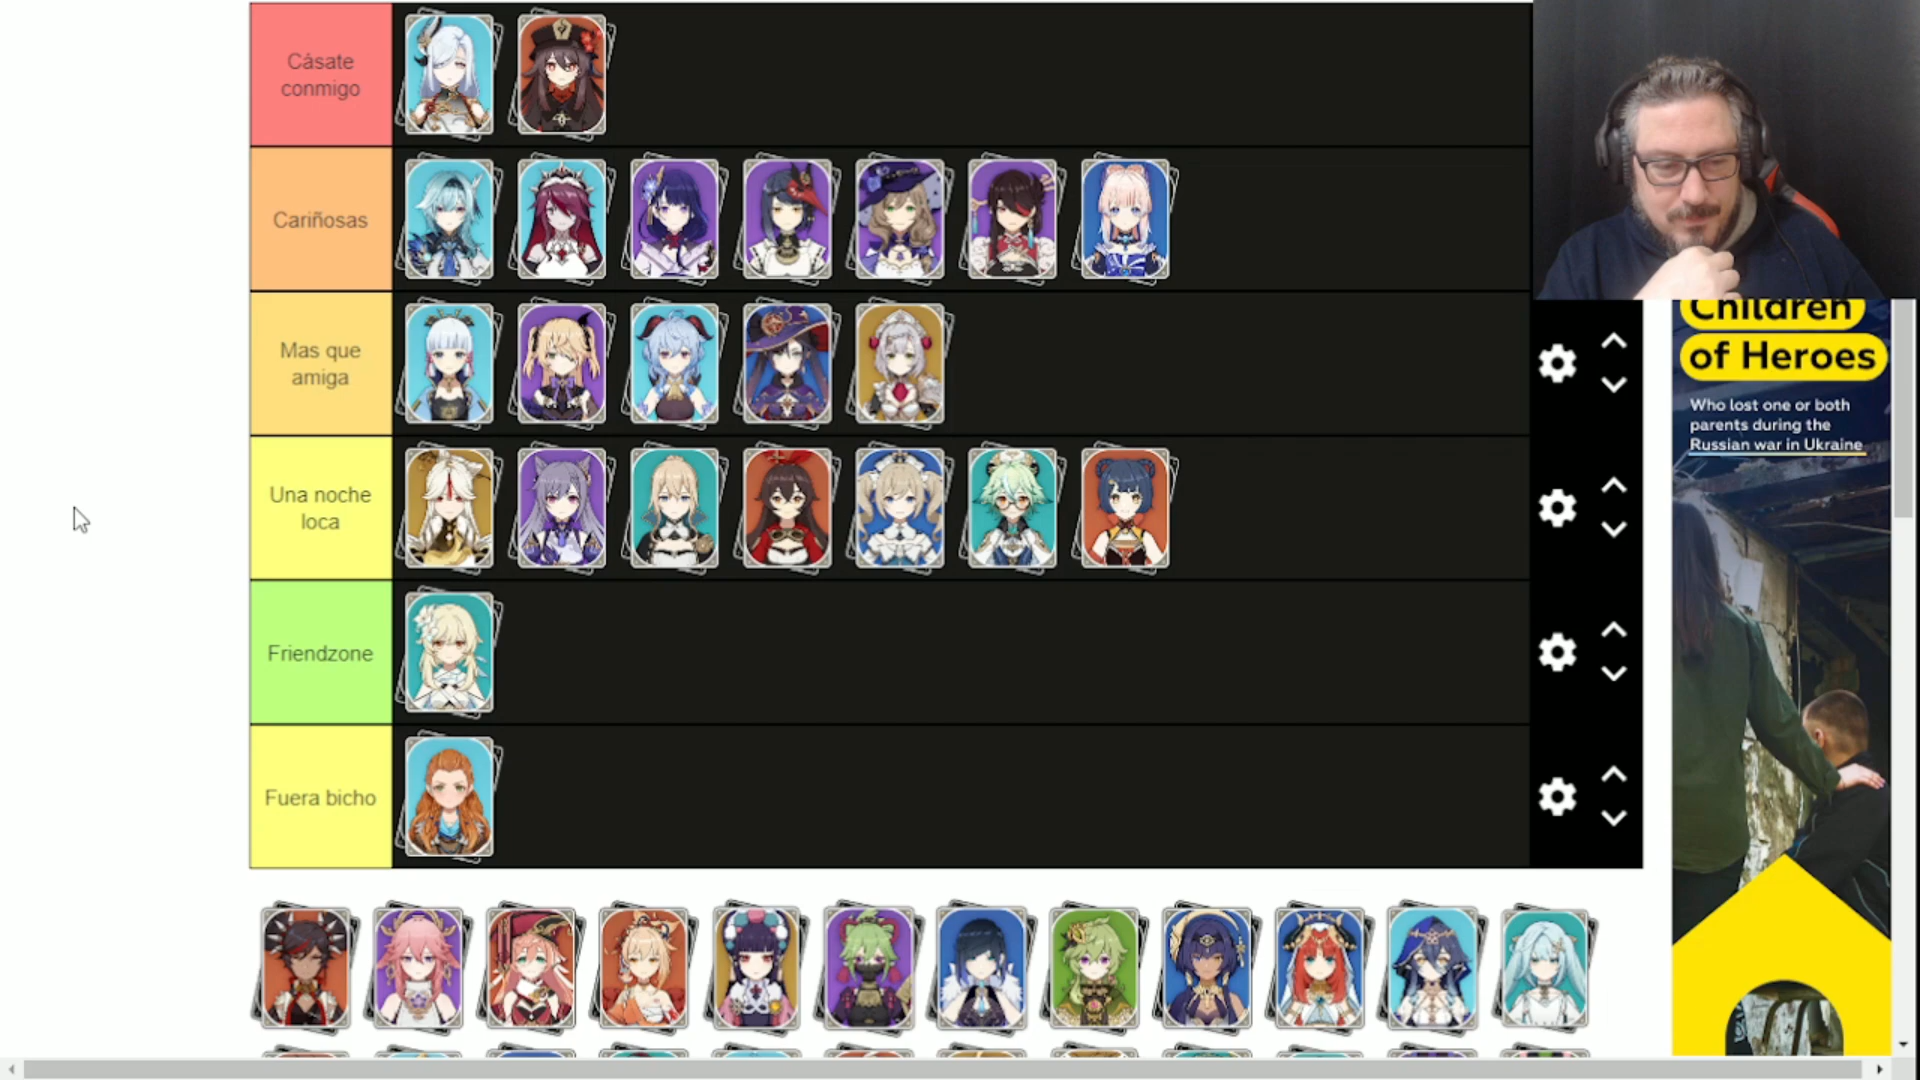 Cásate
conmigo
Cariñosas
Mas que
amiga
Una noche
loca
Friendzone
Fuera bicho
Children
of Heroes
Who lost one or both
parents during the
Russian war in Ukraine